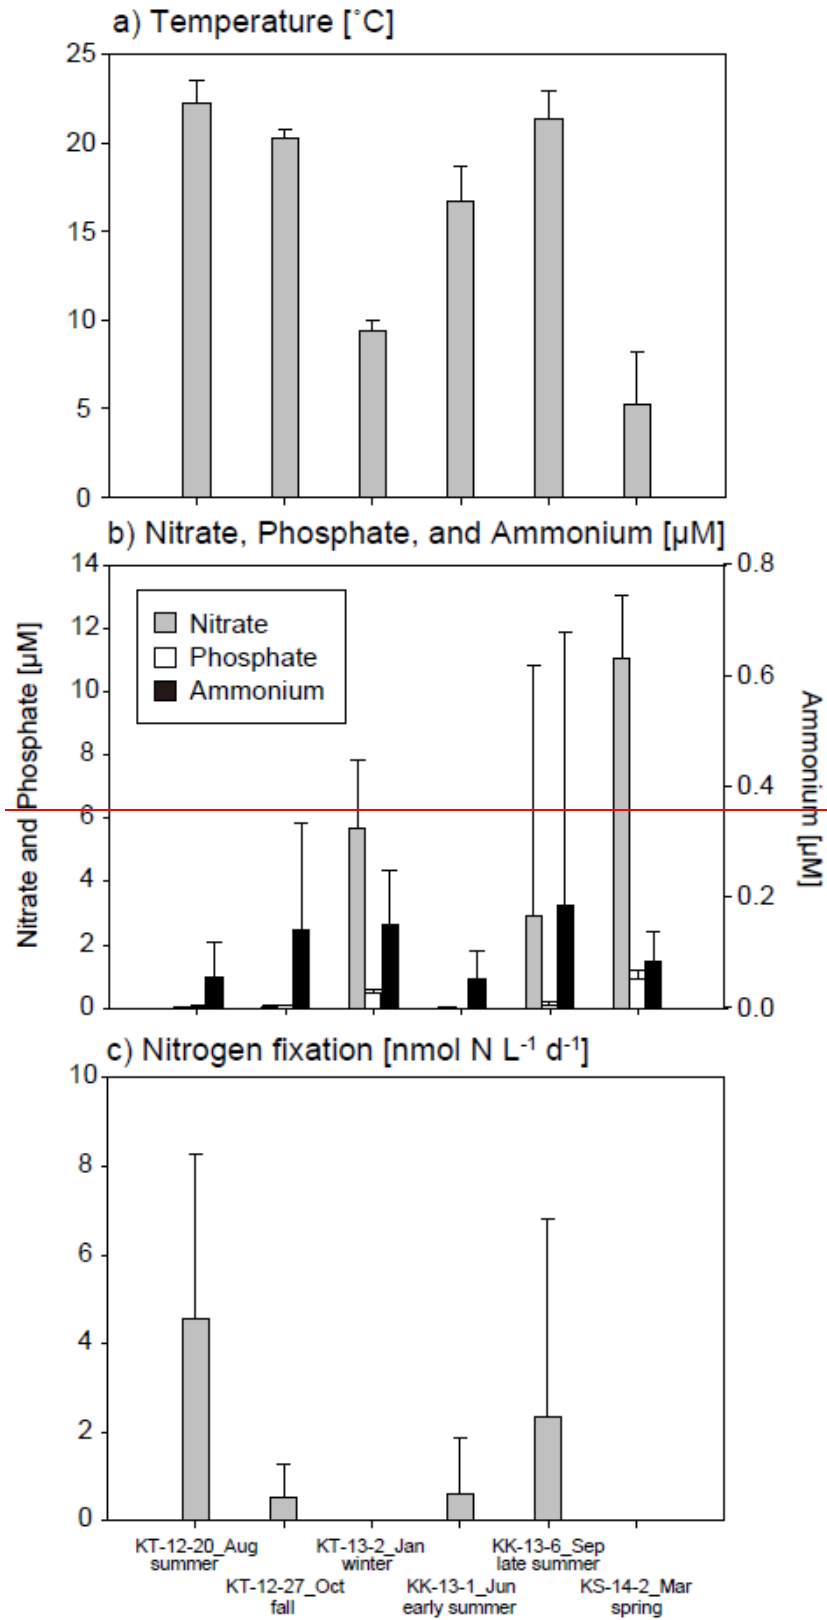 a) Temperature [˚C]
25
20
15
10
5
0
b) Nitrate, Phosphate, and Ammonium [µM]
14
12
10
8
6
4
2
0
0.8
0.6
0.4
0.2
0.0
Nitrate and Phosphate [µM]
Ammonium [µM]
Nitrate
Phosphate
Ammonium
c) Nitrogen fixation [nmol N L-1 d-1]
10
8
6
4
2
0
KT-12-20_Aug
summer
KT-12-27_Oct
fall
KT-13-2_Jan
winter
KK-13-1_Jun
early summer
KK-13-6_Sep
late summer
KS-14-2_Mar
spring